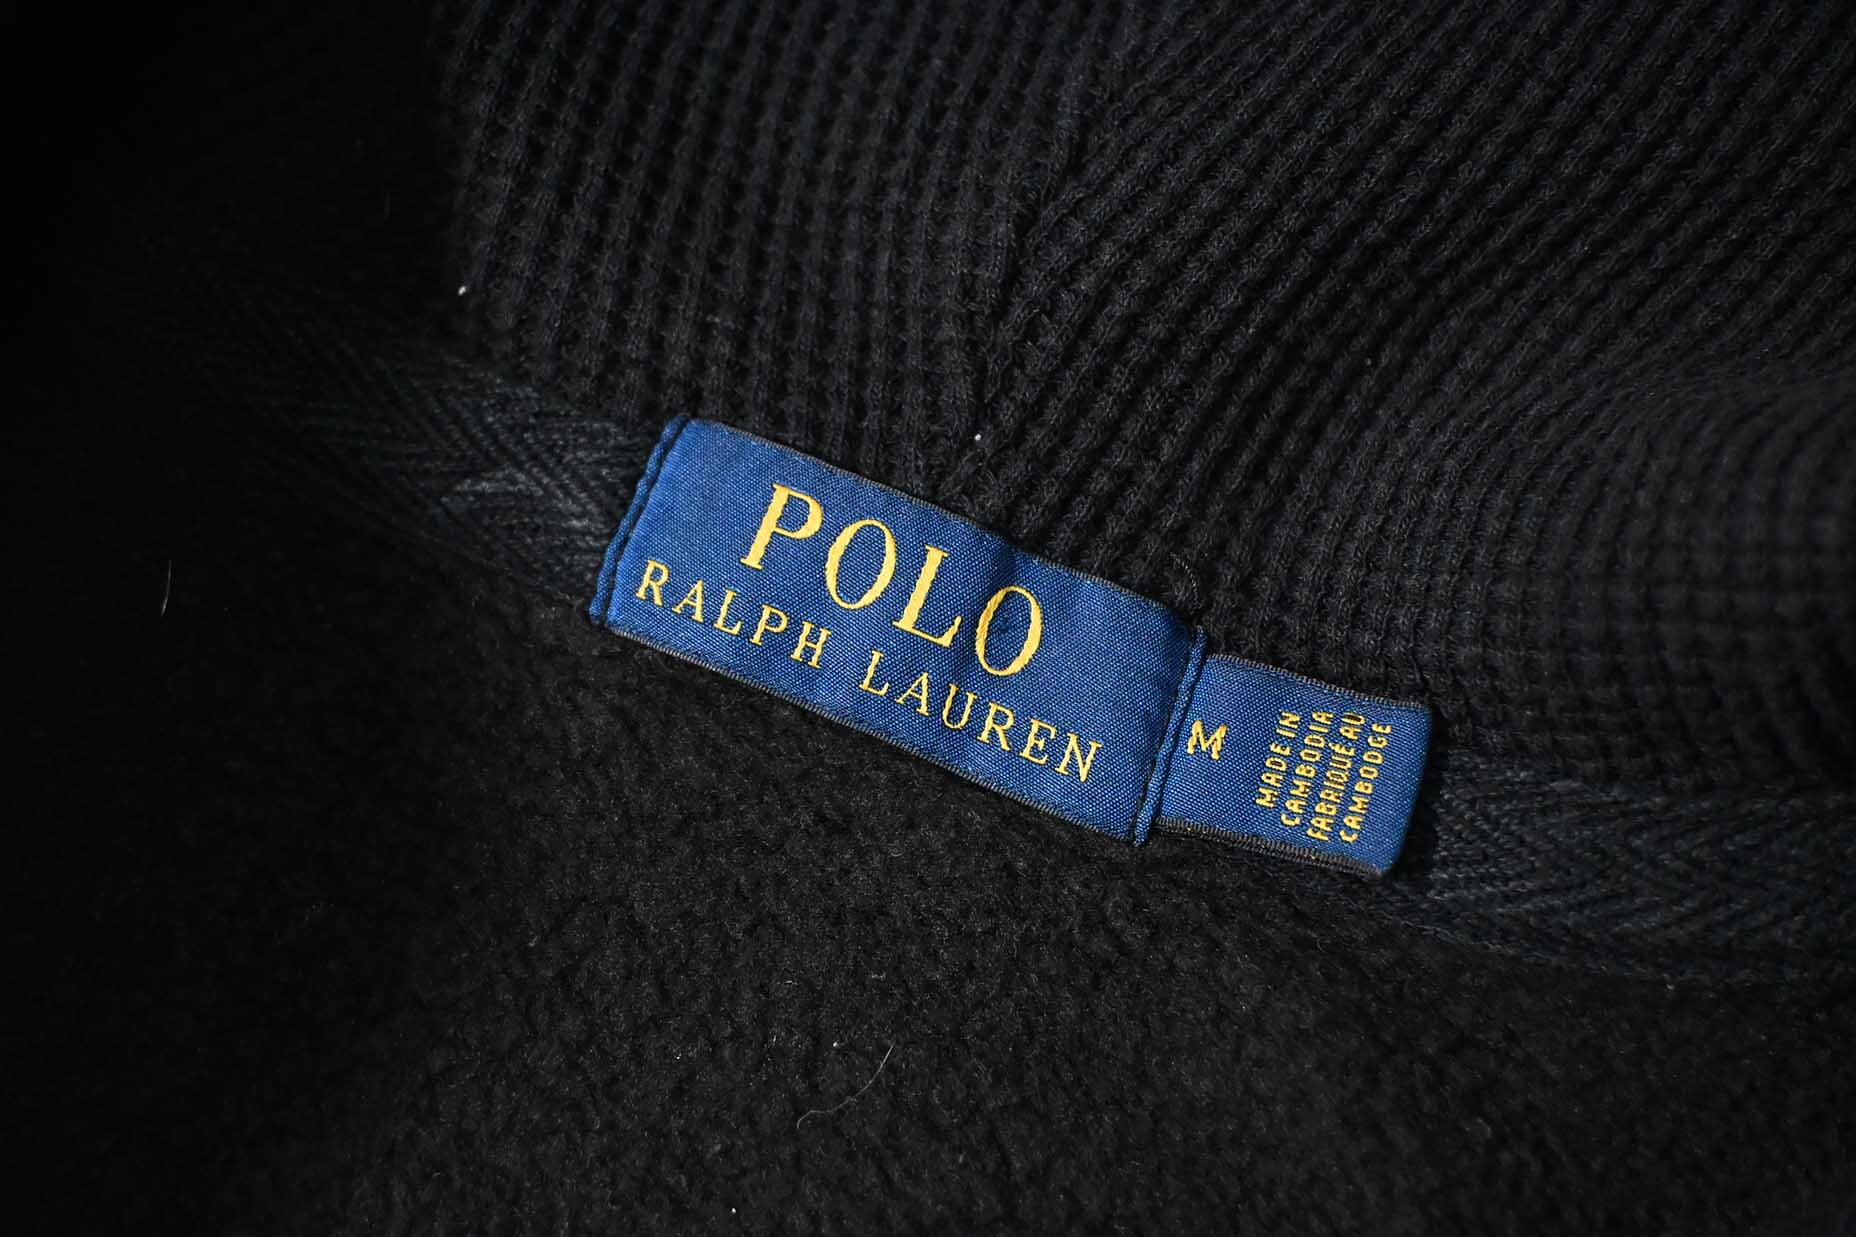 POLO
RALPH LAUREN
M
MADE IN
CAMBODIA
FABRIQUÉ AU
CAMBODGE